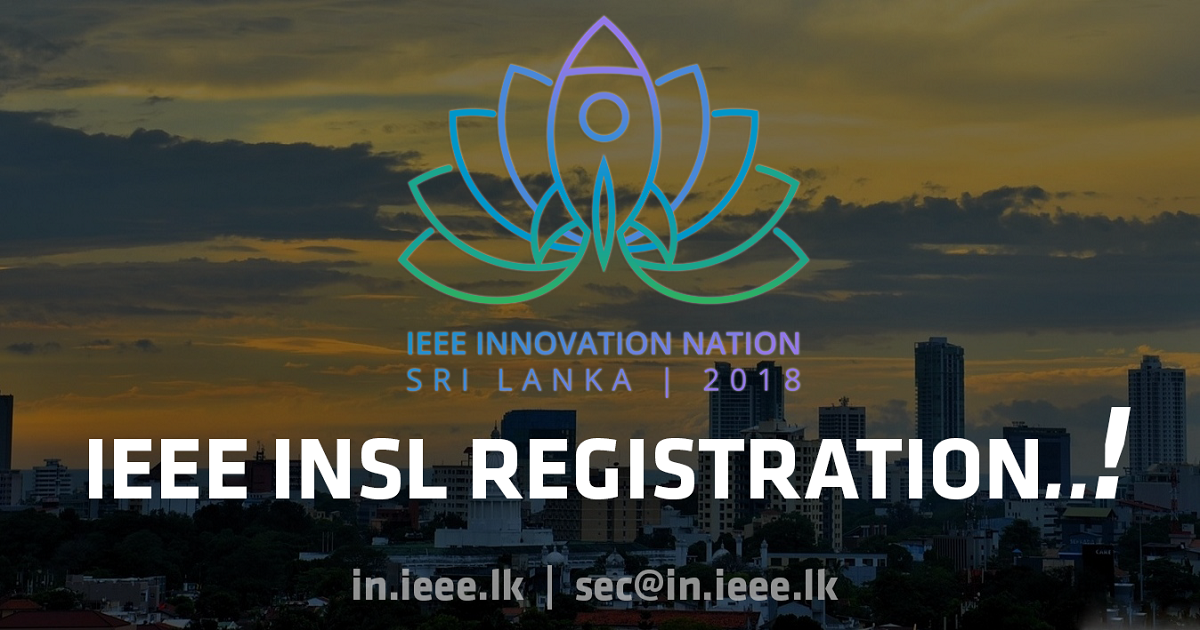 IEEE INNOVATION NATION
SRI LANKA | 2018
IEEE INSL REGISTRATION..!
in.ieee.lk | sec@in.ieee.lk